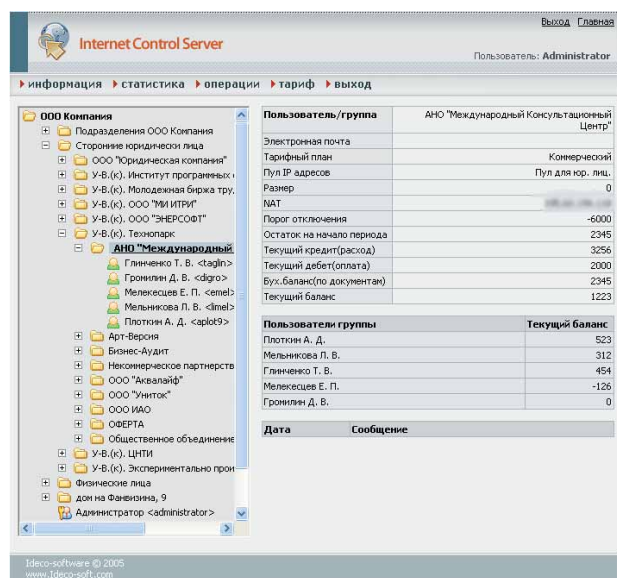 Выход Главная
Internet Control Server
Пользователь: Administrator
информация статистика операции тариф выход
ООО Компания
Подразделения ООО Компания
Сторонние юридически лица
ООО "Юридическая компания"
У-В.(к). Институт программных
У-В.(к). Молодежная биржа тру,
У-В.(к). ООО "МИ ИТРИ"
У-В.(к). ООО "ЭНЕРСОФТ"
У-В.(к). Технопарк
АНО "Международный
Глинченко Т. В. <taglin>
Громилин Д. В. <digro>
Мелекесцев Е. П. <emel>
Мельникова Л. В. <limel>
Плоткин А. Д. <aplot9>
Арт-Версия
Бизнес-Аудит
Некоммерческое партнерств
ООО "Аквалайф"
ООО "Униток"
ООО ИАО
ОФЕРТА
Общественное объединение
У-В.(к). ЦНТИ
У-В.(к). Экспериментально прои
Физические лица
дом на Фанвизина, 9
Администратор <administrator>
Пользователь/группа АНО "Международный Консультационный
Центр"
Электронная почта
Тарифный план Коммерческий
Пул IP адресов Пул для юр. лиц.
Размер 0
NAT
Порог отключения -6000
Остаток на начало периода 2345
Текущий кредит(расход) 3256
Текущий дебет(оплата) 2000
Бух.баланс(по документам) 2345
Текущий баланс 1223
Пользователи группы Текущий баланс
Плоткин А. Д. 523
Мельникова Л. В. 312
Глинченко Т. В. 454
Мелекесцев Е. П. -126
Громилин Д. В. 0
Дата Сообщение
Ideco-software © 2005
www.Ideco-soft.com